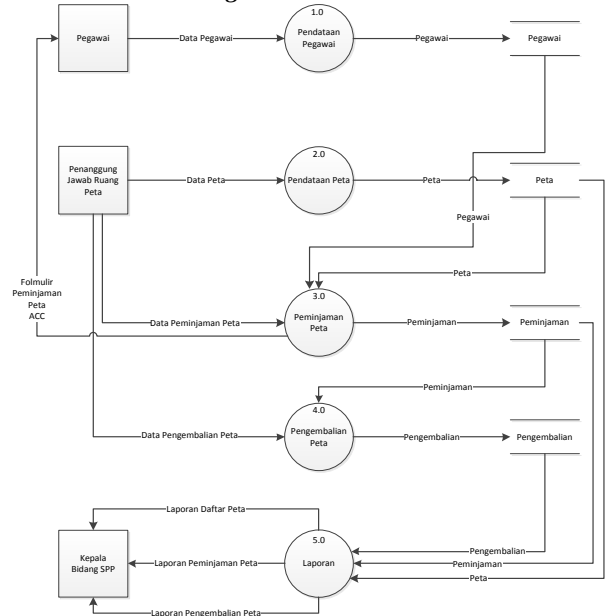 1.0
Pegawai
Data Pegawai
Pendataan
Pegawai
Pegawai
Pegawai
2.0
Penanggung
Jawab Ruang
Peta
Data Peta
Pendataan Peta
Peta
Peta
Pegawai
Peta
Folmulir
Peminjaman
Peta
ACC
3.0
Data Peminjaman Peta
Peminjaman
Peta
Peminjaman
Peminjaman
Peminjaman
4.0
Data Pengembalian Peta
Pengembalian
Peta
Pengembalian
Pengembalian
Laporan Daftar Peta
5.0
Kepala
Bidang SPP
Laporan Peminjaman Peta
Laporan
Pengembalian
Peminjaman
Peta
Laporan Pengembalian Peta